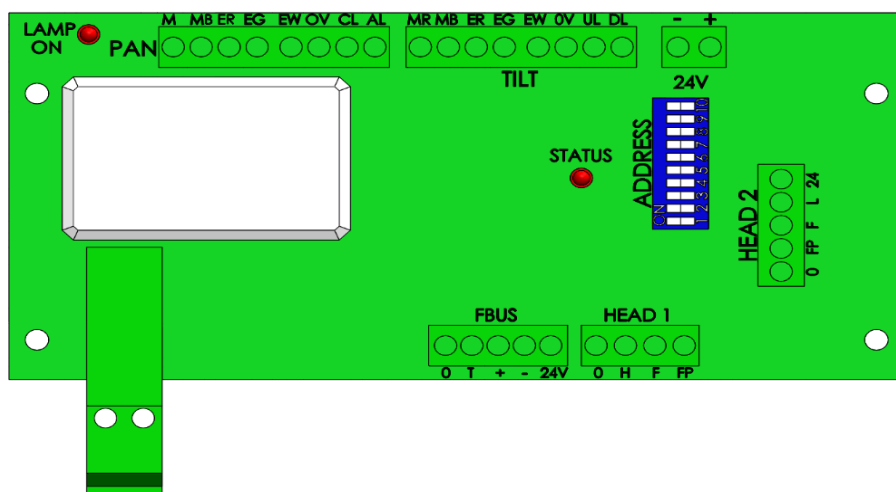 LAMP ON
PAN
M MB ER EG EW OV CL AL
MR MB ER EG EW 0V UL DL
TILT
- +
24V
STATUS
ADDRESS
ON
1 2 3 4 5 6 7 8 9 10
HEAD 2
0 FP F L 24
FBUS
0 T + - 24V
HEAD 1
0 H F FP